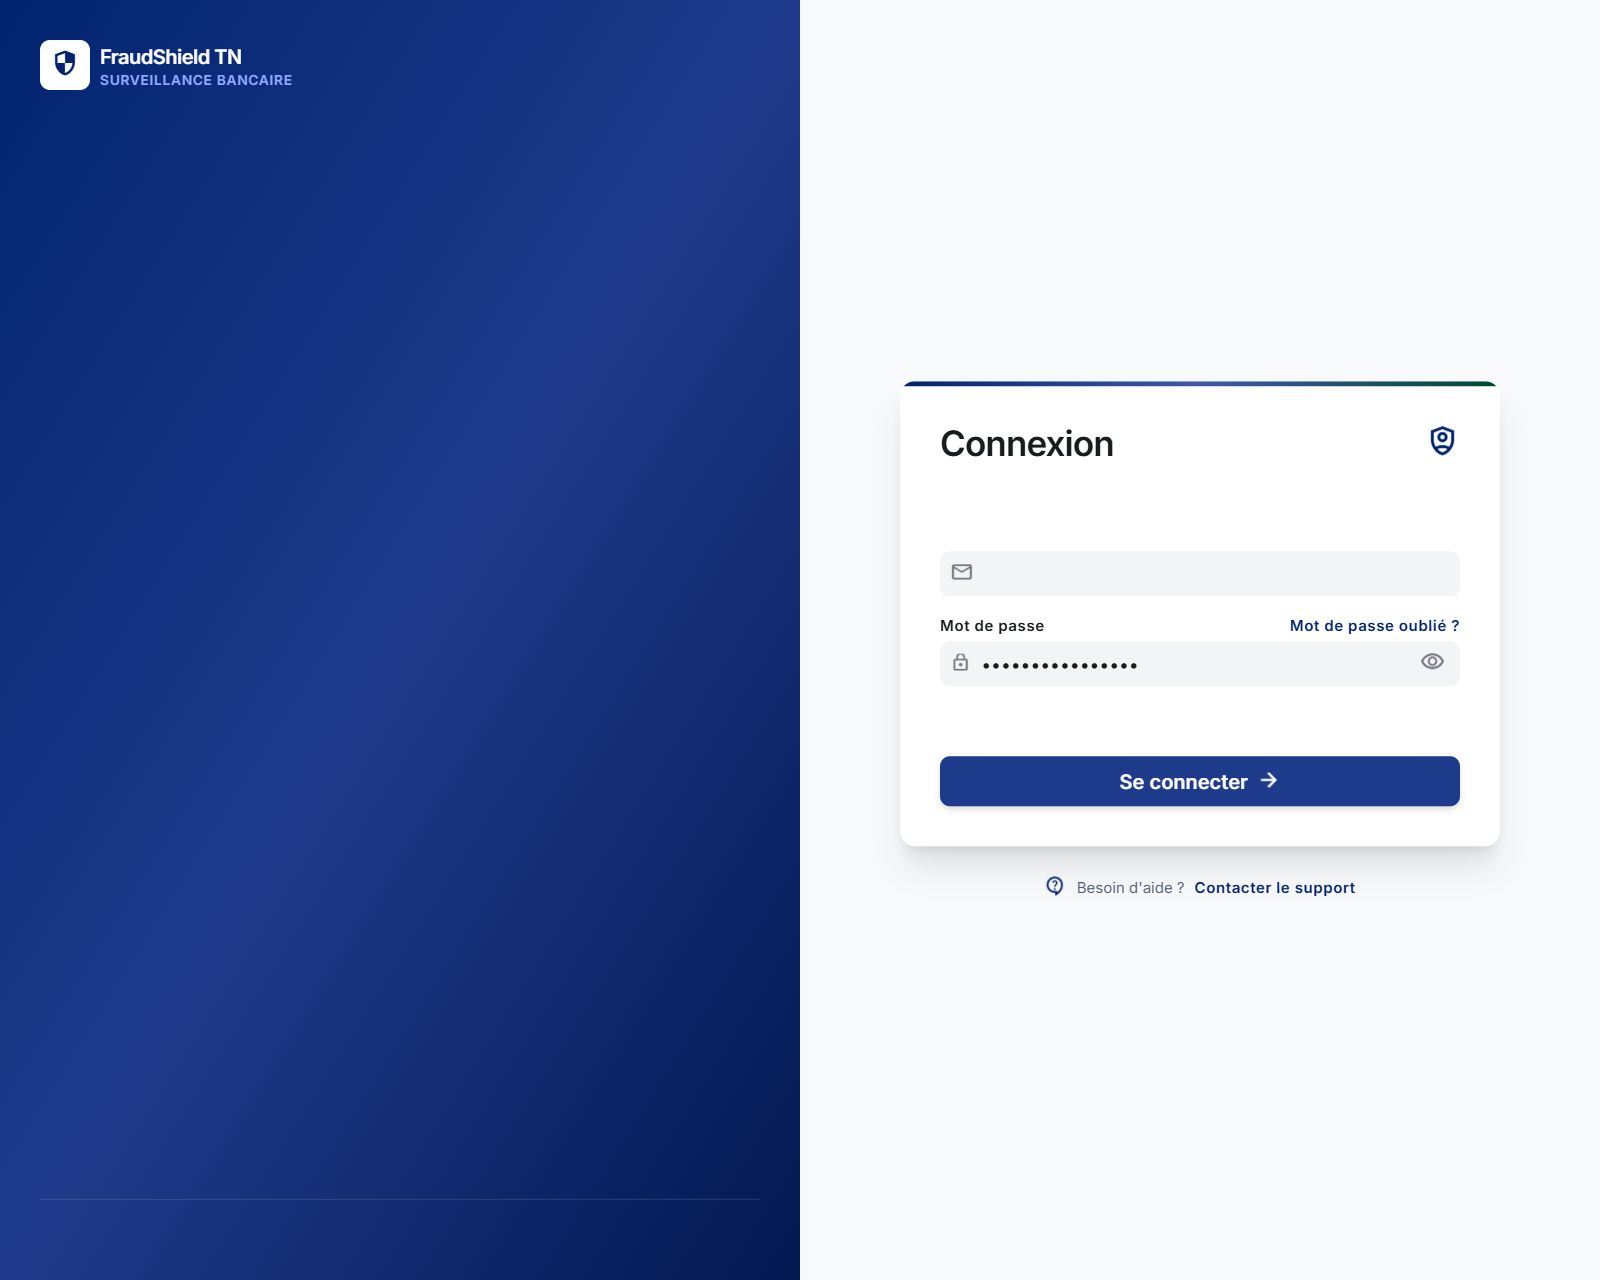 FraudShield TN
SURVEILLANCE BANCAIRE
Connexion
Mot de passe
Mot de passe oublié ?
••••••••••••••••
Se connecter →
Besoin d'aide ? Contacter le support